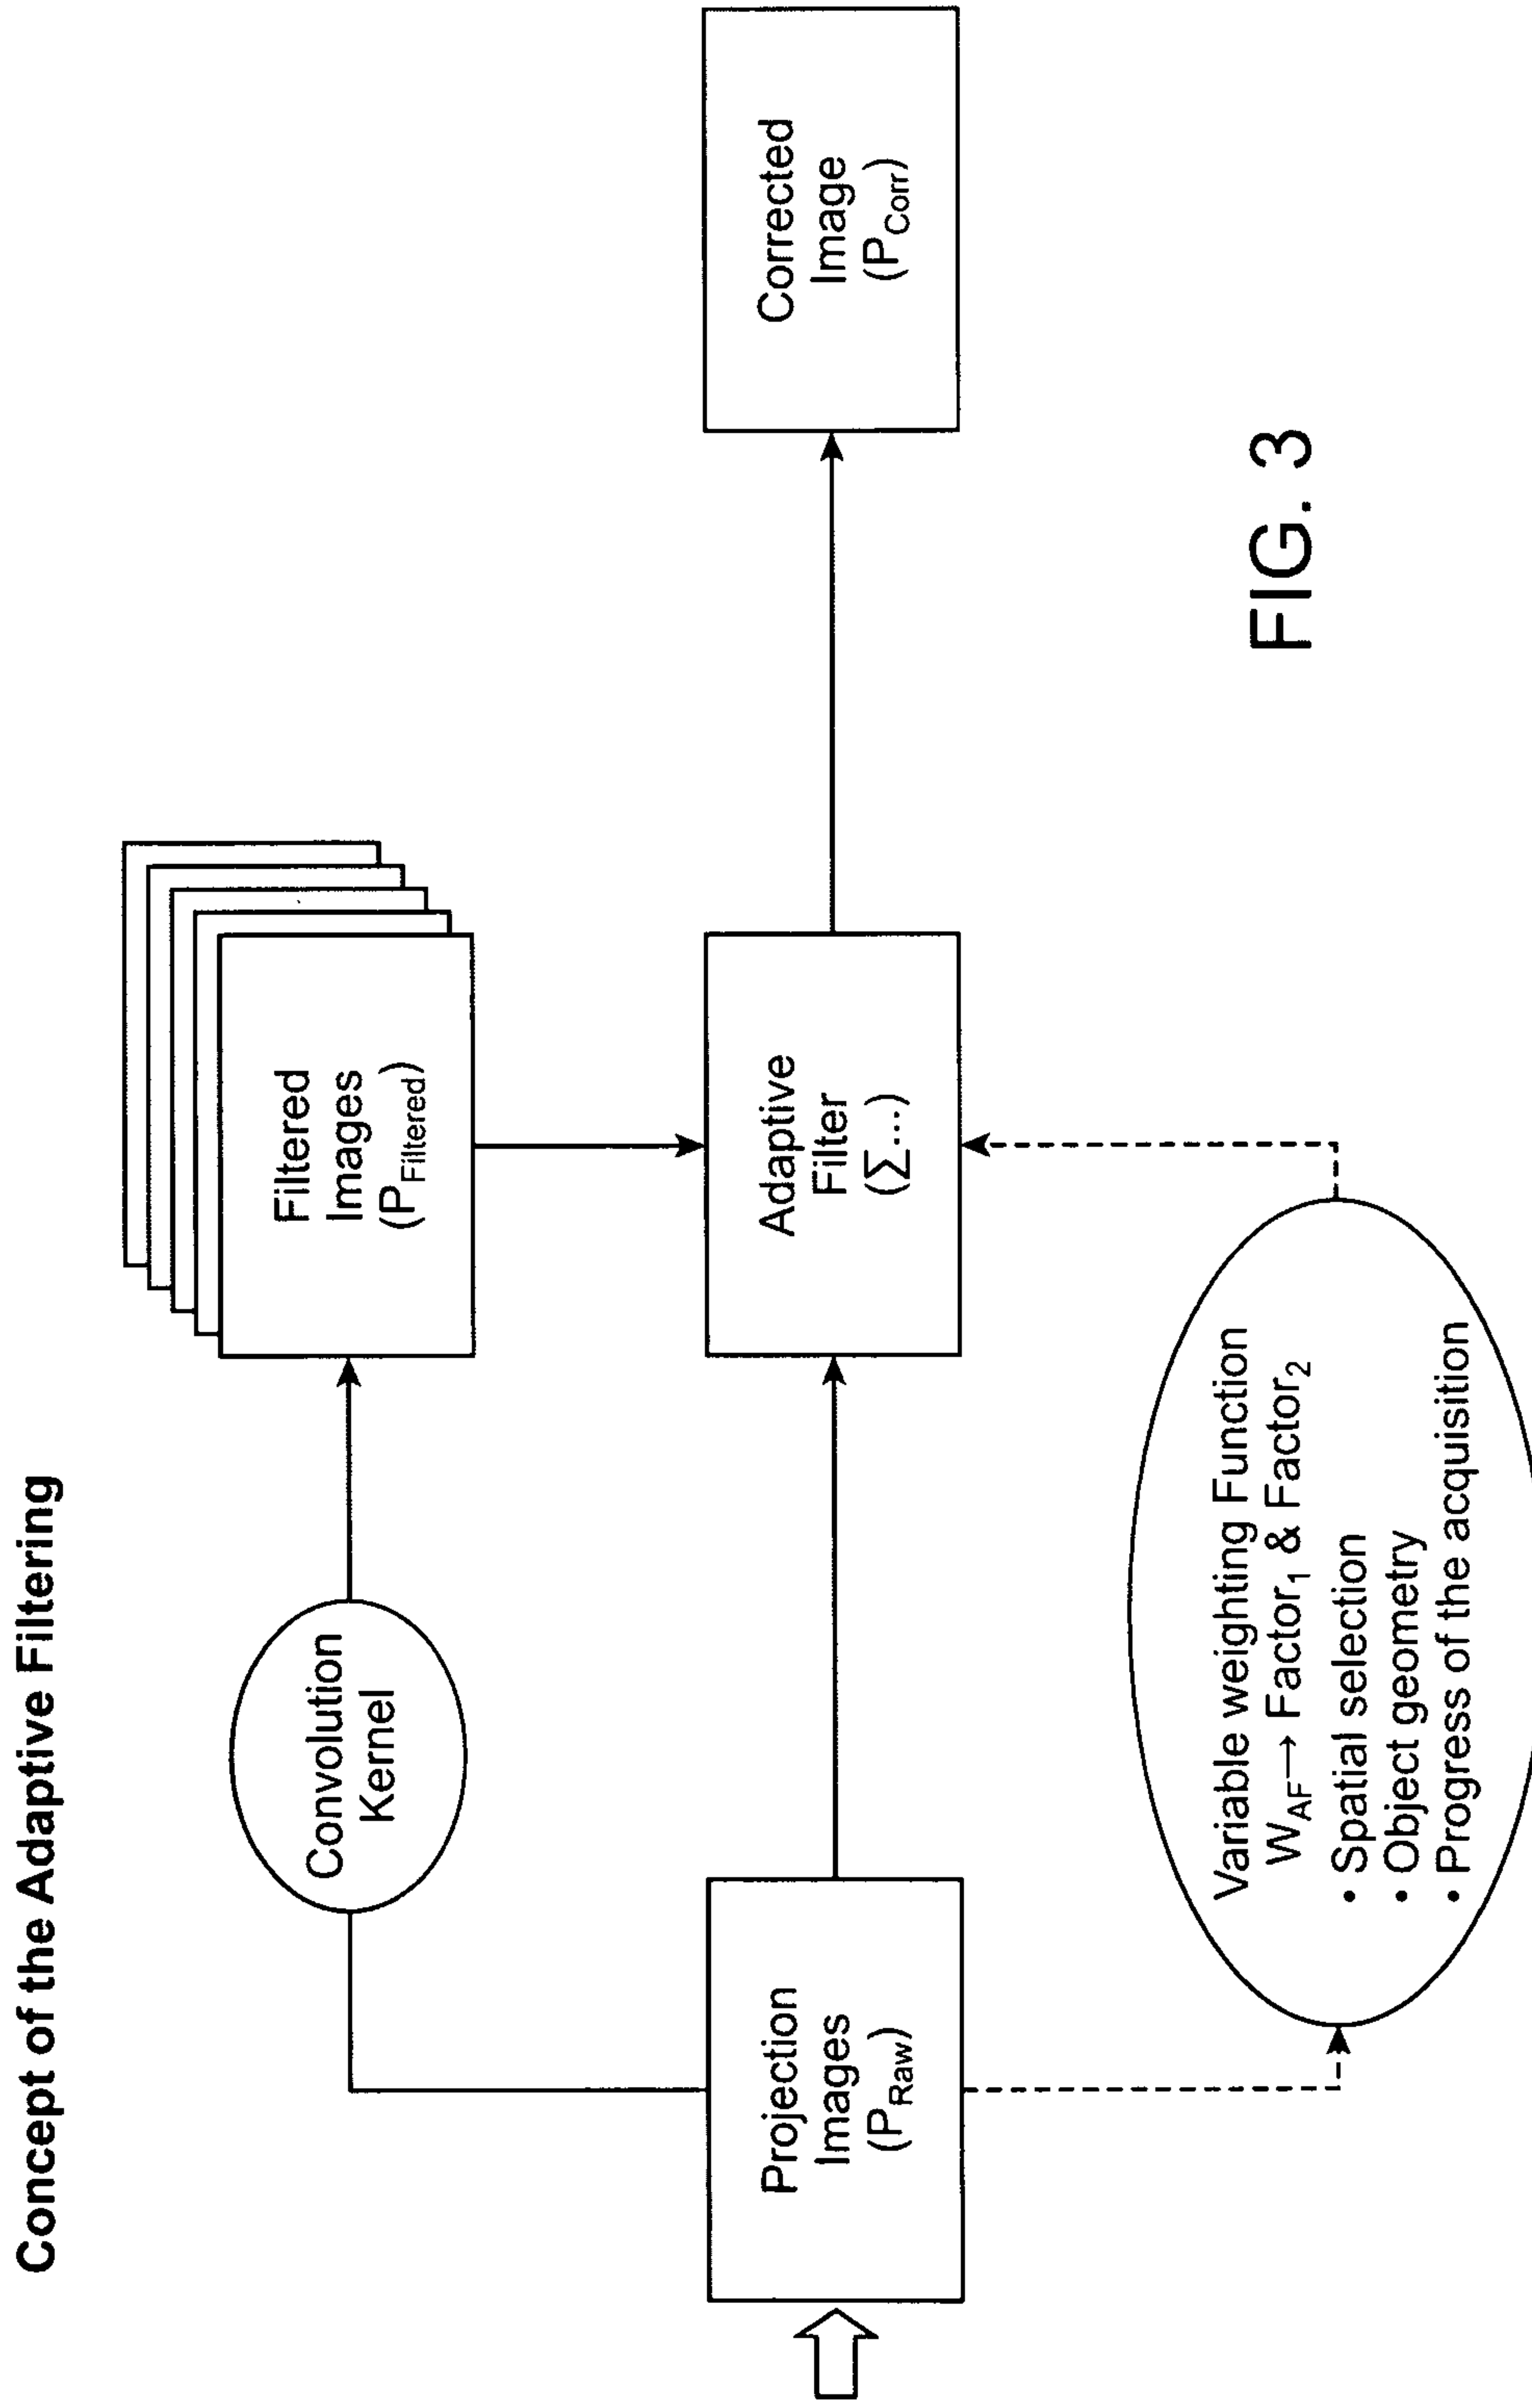 Concept of the Adaptive Filtering
Convolution
Kernel
Filtered
Images
(P_Filtered)
Projection
Images
(P_Raw)
Adaptive
Filter
(Σ...)
Corrected
Image
(P_Corr)
Variable weighting Function
W_AF→ Factor_1 & Factor_2
• Spatial selection
• Object geometry
• Progress of the acquisition
FIG. 3